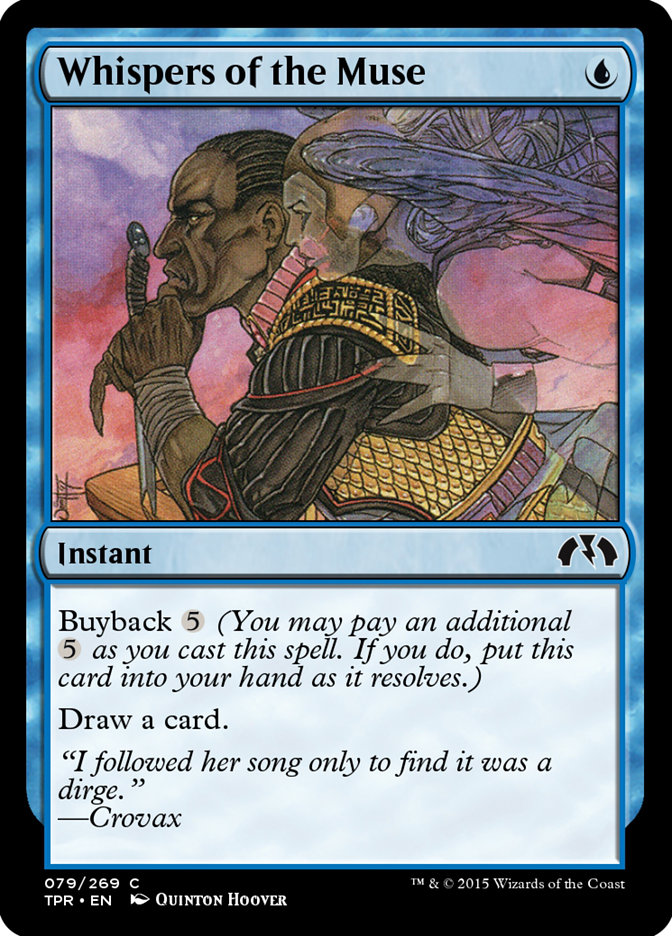 Whispers of the Muse
Instant
Buyback 5 (You may pay an additional
5 as you cast this spell. If you do, put this
card into your hand as it resolves.)
Draw a card.
“I followed her song only to find it was a
dirge.”
—Crovax
079/269 C
™ & © 2015 Wizards of the Coast
TPR • EN Quinton Hoover